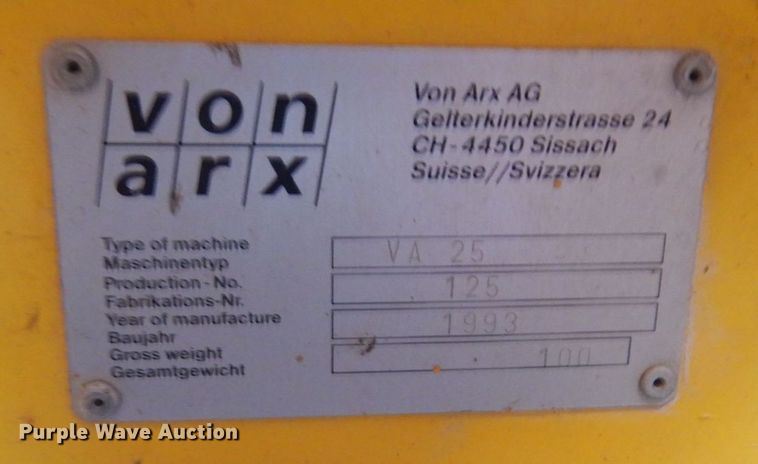 von
arx
Von Arx AG
Gelterkinderstrasse 24
CH-4450 Sissach
Suisse//Svizzera
Type of machine
Maschinentyp
VA 25
Production-No.
Fabrikations-Nr.
125
Year of manufacture
Baujahr
1993
Gross weight
Gesamtgewicht
100
Purple Wave Auction